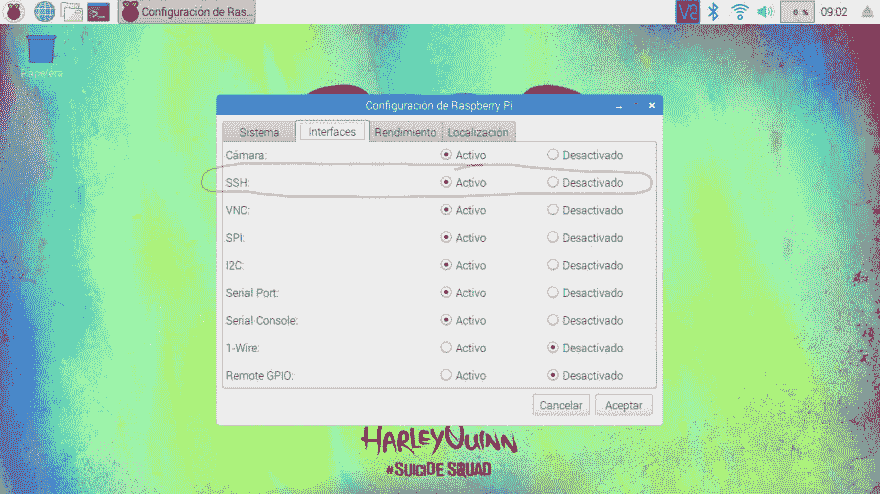 Configuración de Ras...
0 %
09:02
Papelera
Configuración de Raspberry Pi
Sistema Interfaces Rendimiento Localización
Cámara: Activo Desactivado
SSH: Activo Desactivado
VNC: Activo Desactivado
SPI: Activo Desactivado
I2C: Activo Desactivado
Serial Port: Activo Desactivado
Serial Console: Activo Desactivado
1-Wire: Activo Desactivado
Remote GPIO: Activo Desactivado
Cancelar Aceptar
HARLEY QUINN
#SUICIDE SQUAD